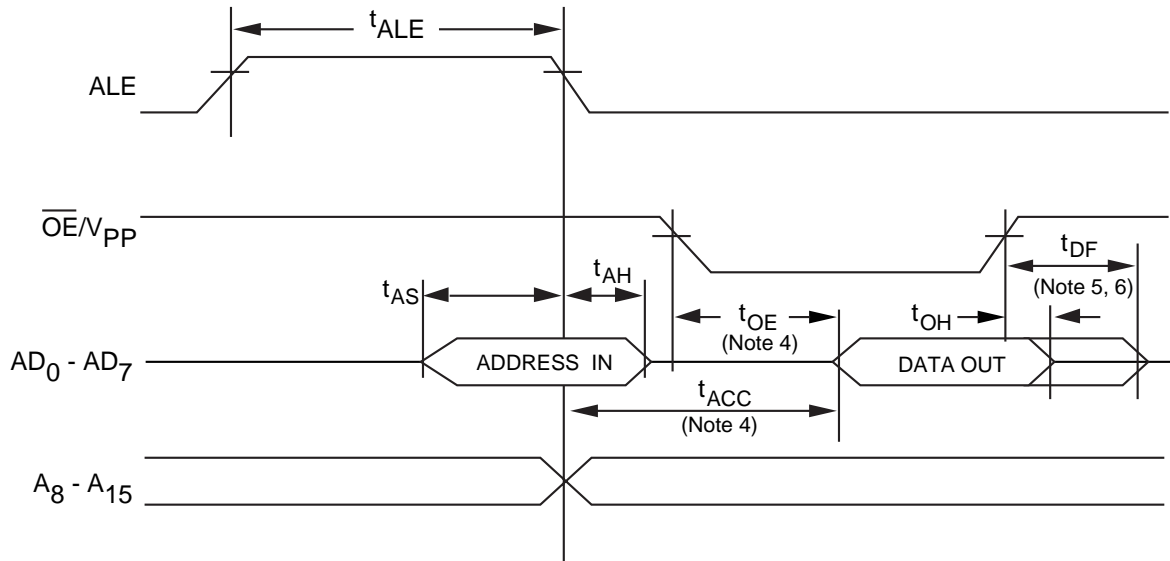 tALE
ALE
OE/VPP
tDF
(Note 5, 6)
tAS
tAH
tOE
(Note 4)
tOH
AD0 - AD7
ADDRESS IN
DATA OUT
tACC
(Note 4)
A8 - A15